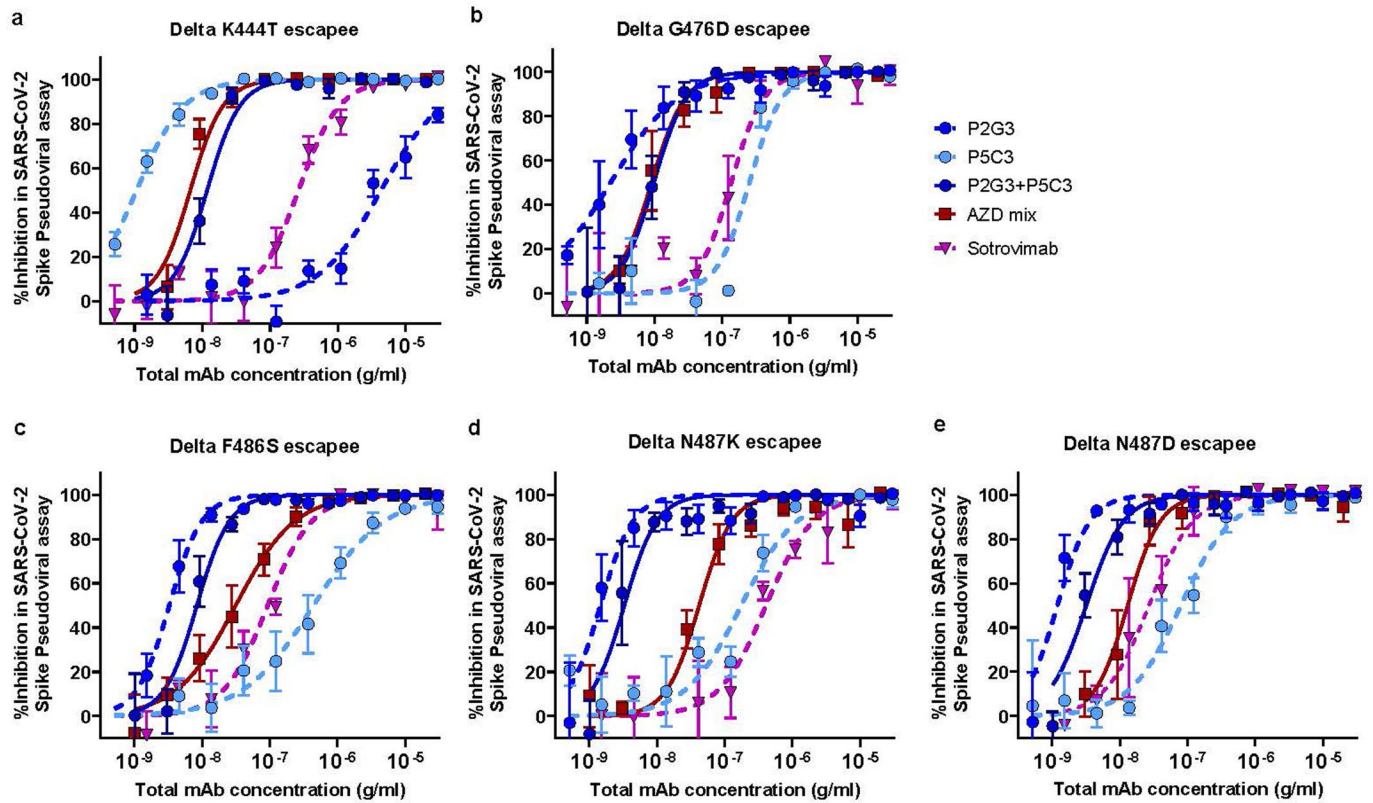 a
Delta K444T escapee
%Inhibition in SARS-CoV-2
Spike Pseudoviral assay
100
80
60
40
20
0
10-9
10-8
10-7
10-6
10-5
Total mAb concentration (g/ml)
b
Delta G476D escapee
%Inhibition in SARS-CoV-2
Spike Pseudoviral assay
100
80
60
40
20
0
10-9
10-8
10-7
10-6
10-5
Total mAb concentration (g/ml)
P2G3
P5C3
P2G3+P5C3
AZD mix
Sotrovimab
c
Delta F486S escapee
%Inhibition in SARS-CoV-2
Spike Pseudoviral assay
100
80
60
40
20
0
10-9
10-8
10-7
10-6
10-5
Total mAb concentration (g/ml)
d
Delta N487K escapee
%Inhibition in SARS-CoV-2
Spike Pseudoviral assay
100
80
60
40
20
0
10-9
10-8
10-7
10-6
10-5
Total mAb concentration (g/ml)
e
Delta N487D escapee
%Inhibition in SARS-CoV-2
Spike Pseudoviral assay
100
80
60
40
20
0
10-9
10-8
10-7
10-6
10-5
Total mAb concentration (g/ml)